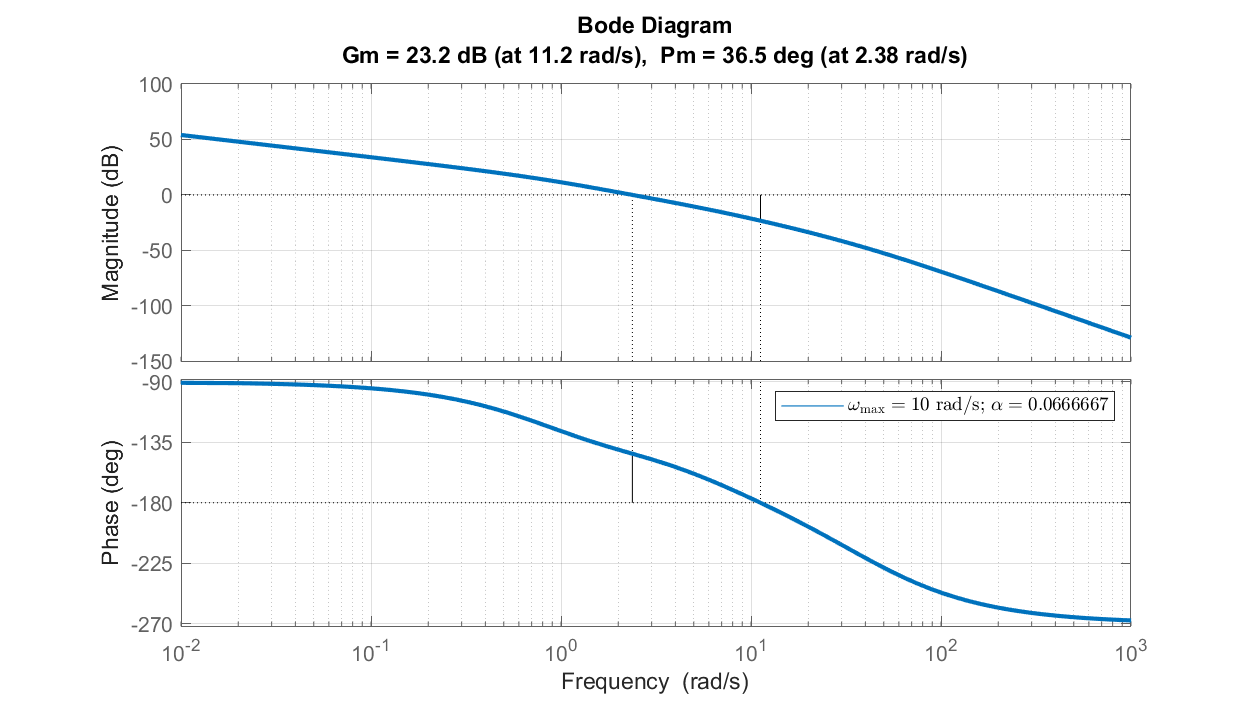 Bode Diagram
Gm = 23.2 dB (at 11.2 rad/s),  Pm = 36.5 deg (at 2.38 rad/s)
100
50
0
-50
-100
-150
Magnitude (dB)
-90
-135
-180
-225
-270
Phase (deg)
ω_max = 10 rad/s; α = 0.0666667
10^-2
10^-1
10^0
10^1
10^2
10^3
Frequency  (rad/s)